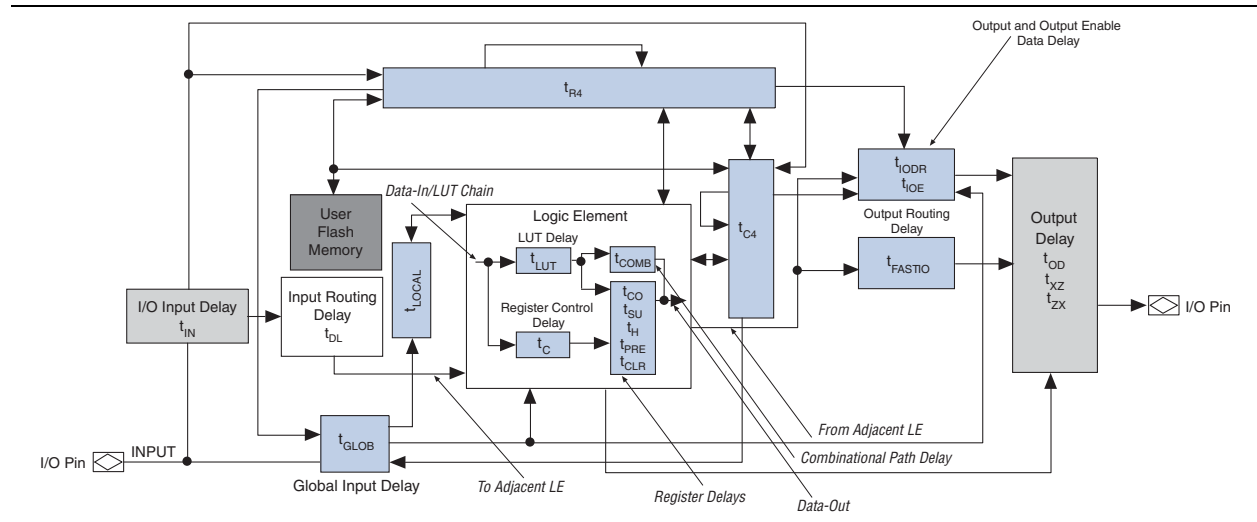 Output and Output Enable
Data Delay
tR4
tIODR
tIOE
Data-In/LUT Chain
User
Flash
Memory
Logic Element
LUT Delay
tLUT
tCOMB
tC4
Output Routing
Delay
tFASTIO
Output
Delay
tOD
tXZ
tZX
I/O Pin
tLOCAL
I/O Input Delay
tIN
Input Routing
Delay
tDL
Register Control
Delay
tC
tCO
tSU
tH
tPRE
tCLR
From Adjacent LE
I/O Pin
INPUT
tGLOB
Global Input Delay
To Adjacent LE
Register Delays
Combinational Path Delay
Data-Out